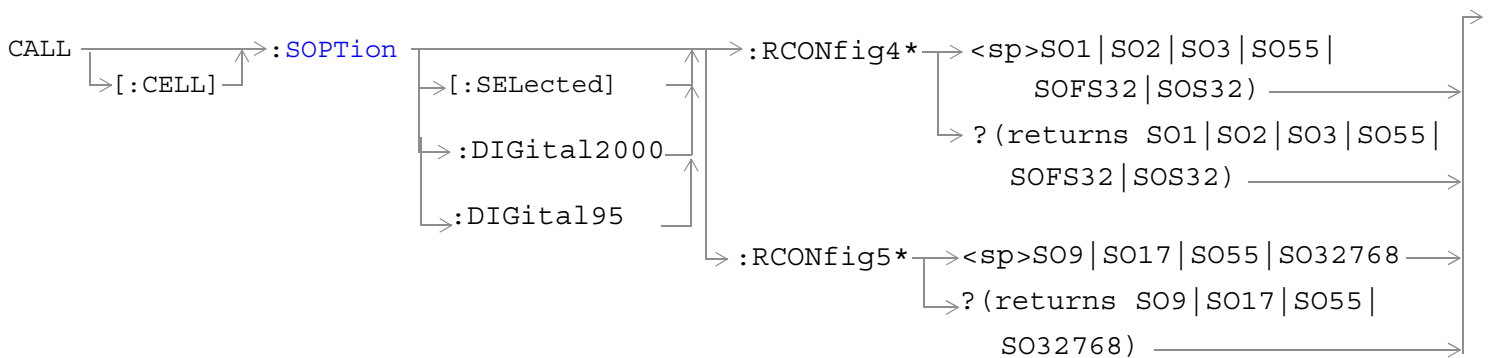 CALL :SOPTion :RCONfig4* <sp>SO1|SO2|SO3|SO55|
[:CELL] [:SELected] SOFS32|SOS32)
:DIGital2000 ?(returns SO1|SO2|SO3|SO55|
SOFS32|SOS32)
:DIGital95
:RCONfig5* <sp>SO9|SO17|SO55|SO32768
?(returns SO9|SO17|SO55|
SO32768)